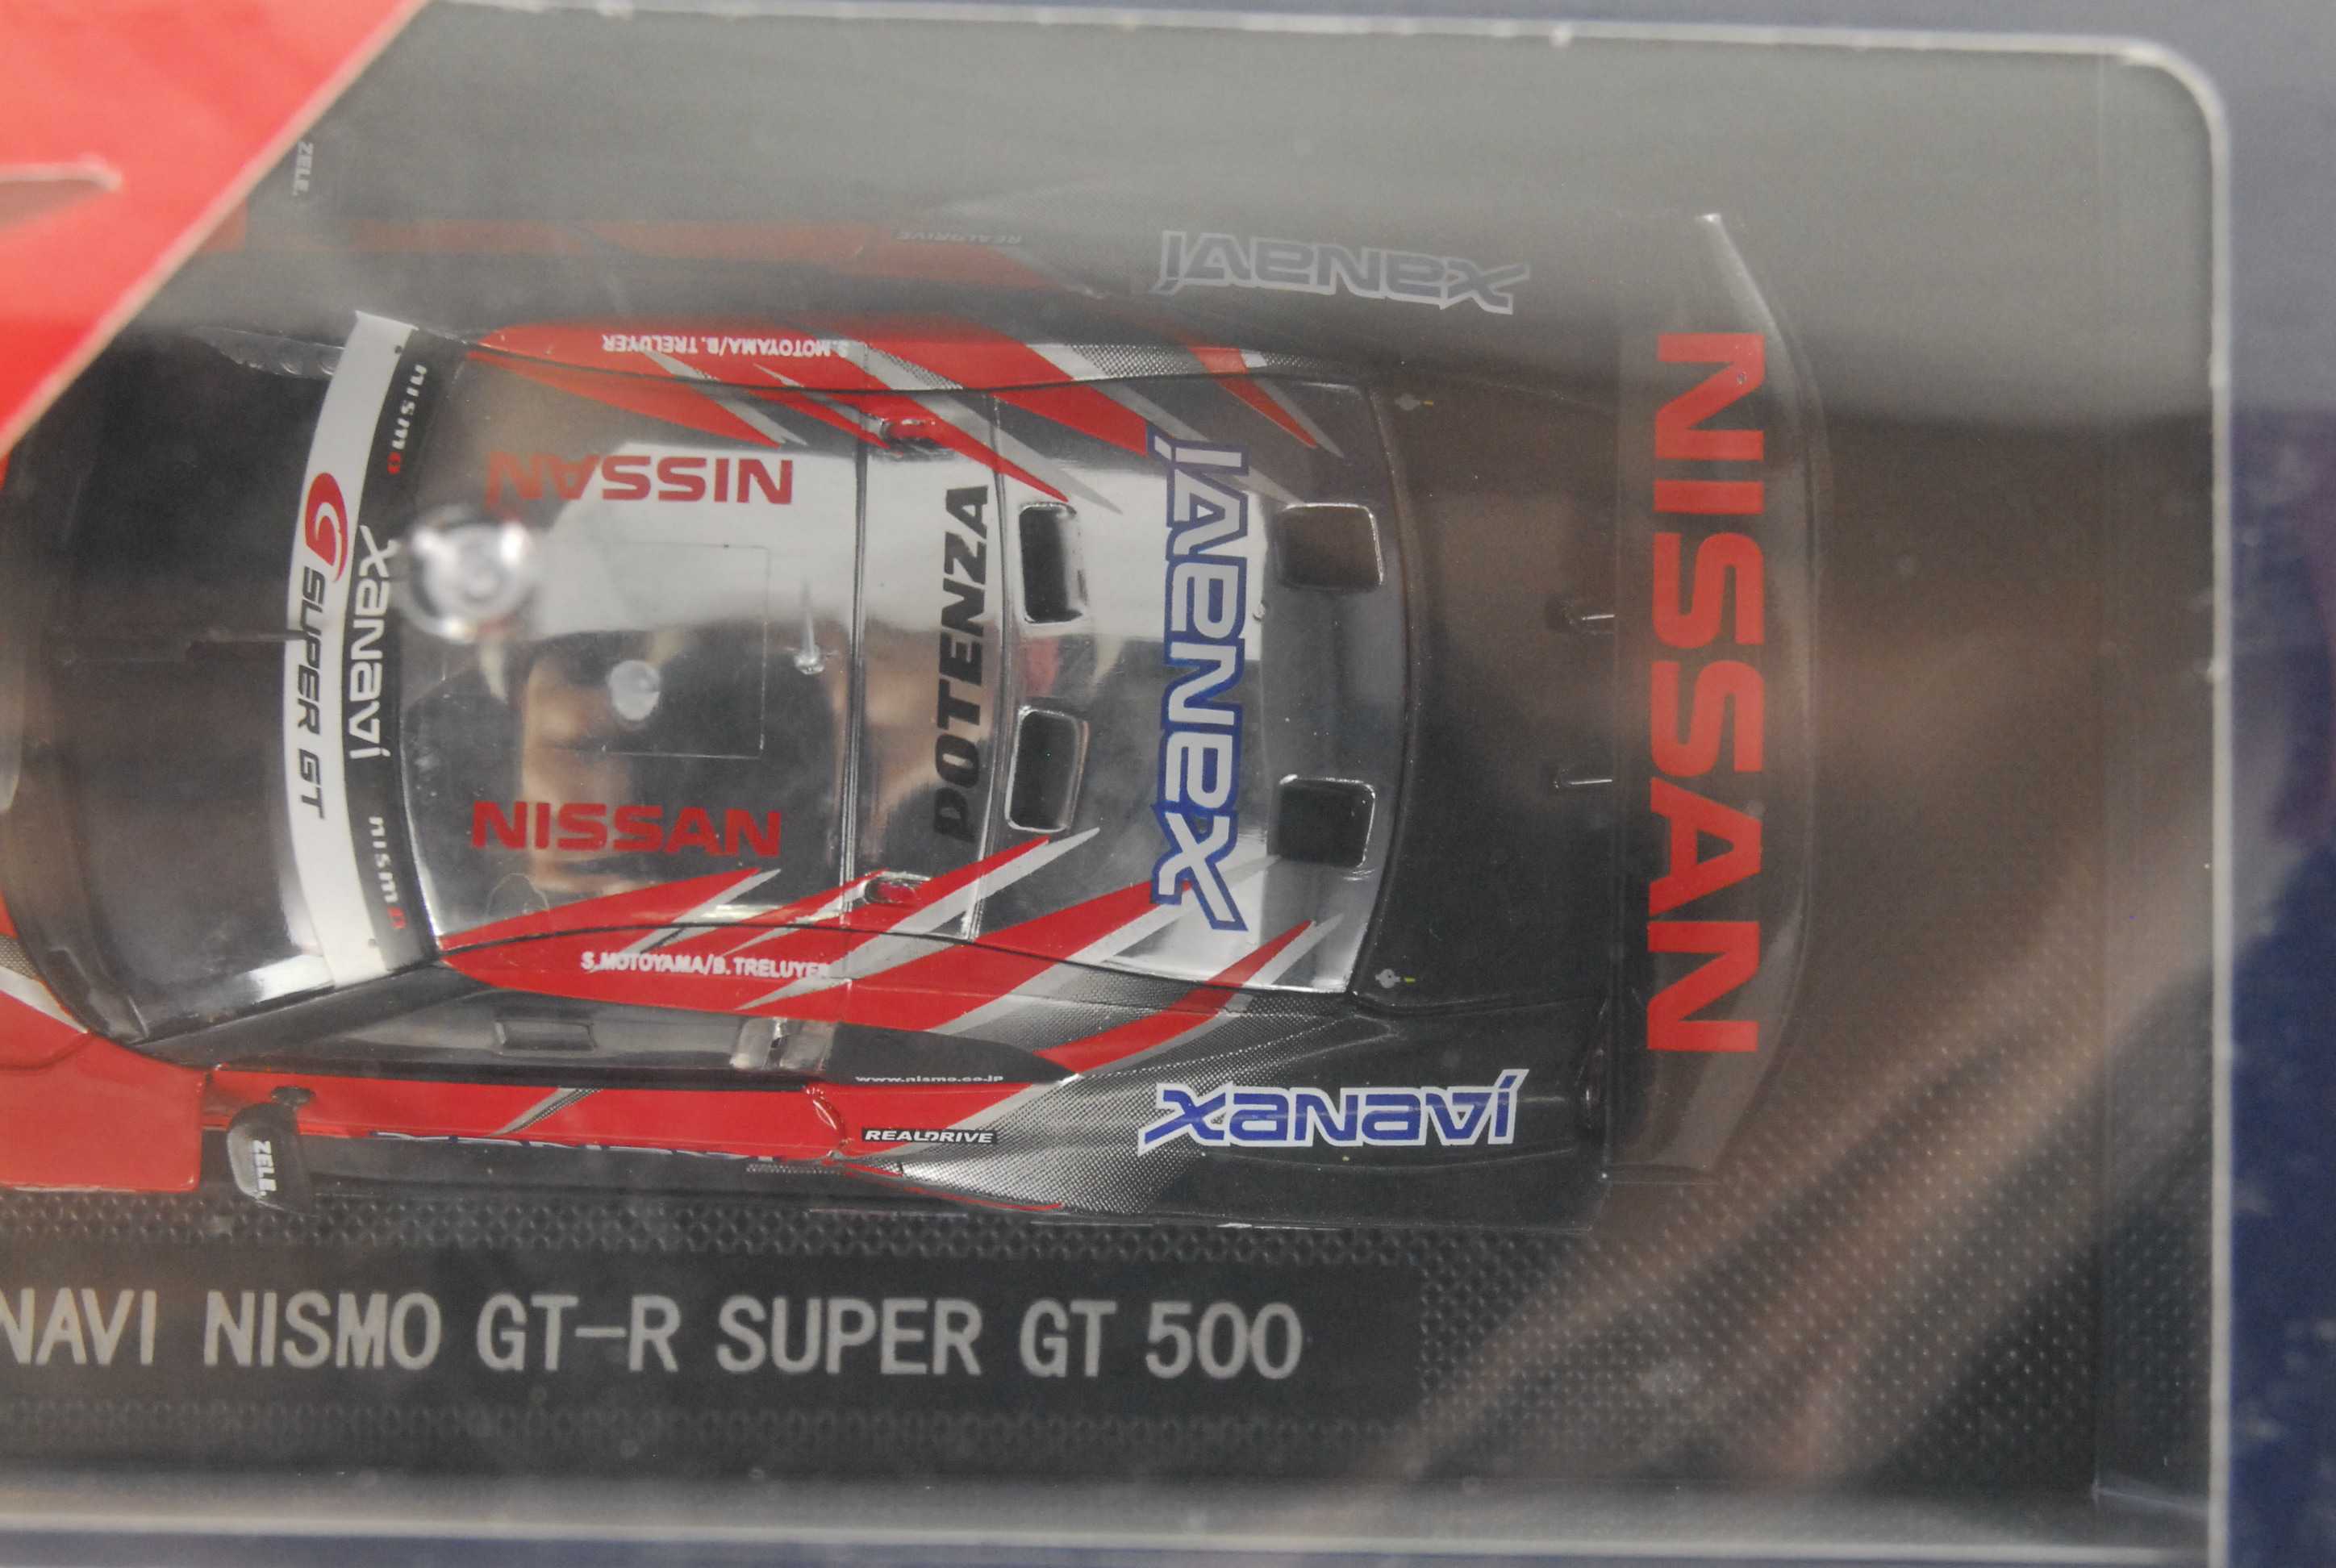 ZELE.
REALDRIVE
xanavi
S.MOTOYAMA/B.TRELUYER
nismo
NISSAN
SUPER GT
xanavi
POTENZA
xanavi
NISSAN
NISSAN
nismo
S.MOTOYAMA/B.TRELUYER
www.nismo.co.jp
REALDRIVE
xanavi
ZELE.
NAVI NISMO GT-R SUPER GT 500